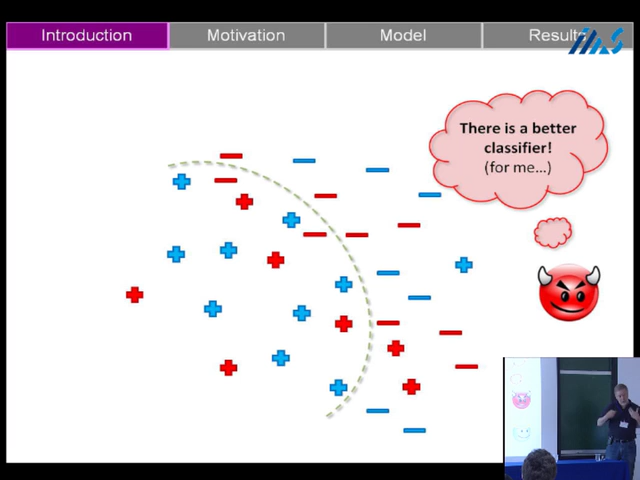 Introduction
Motivation
Model
Results
There is a better
classifier!
(for me...)